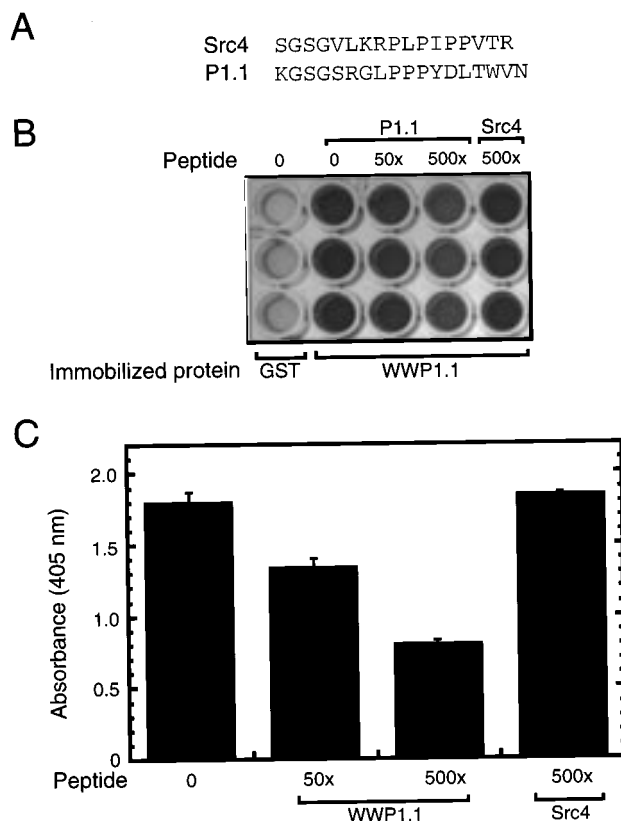 A
Src4 SGSGVLKRPLPIPPVTR
P1.1 KGSGSRGLPPPYDLTWVN
B
P1.1 Src4
Peptide 0 0 50x 500x 500x
Immobilized protein GST WWP1.1
C
Absorbance (405 nm)
2.0
1.5
1.0
0.5
0
Peptide 0 50x 500x 500x
WWP1.1 Src4